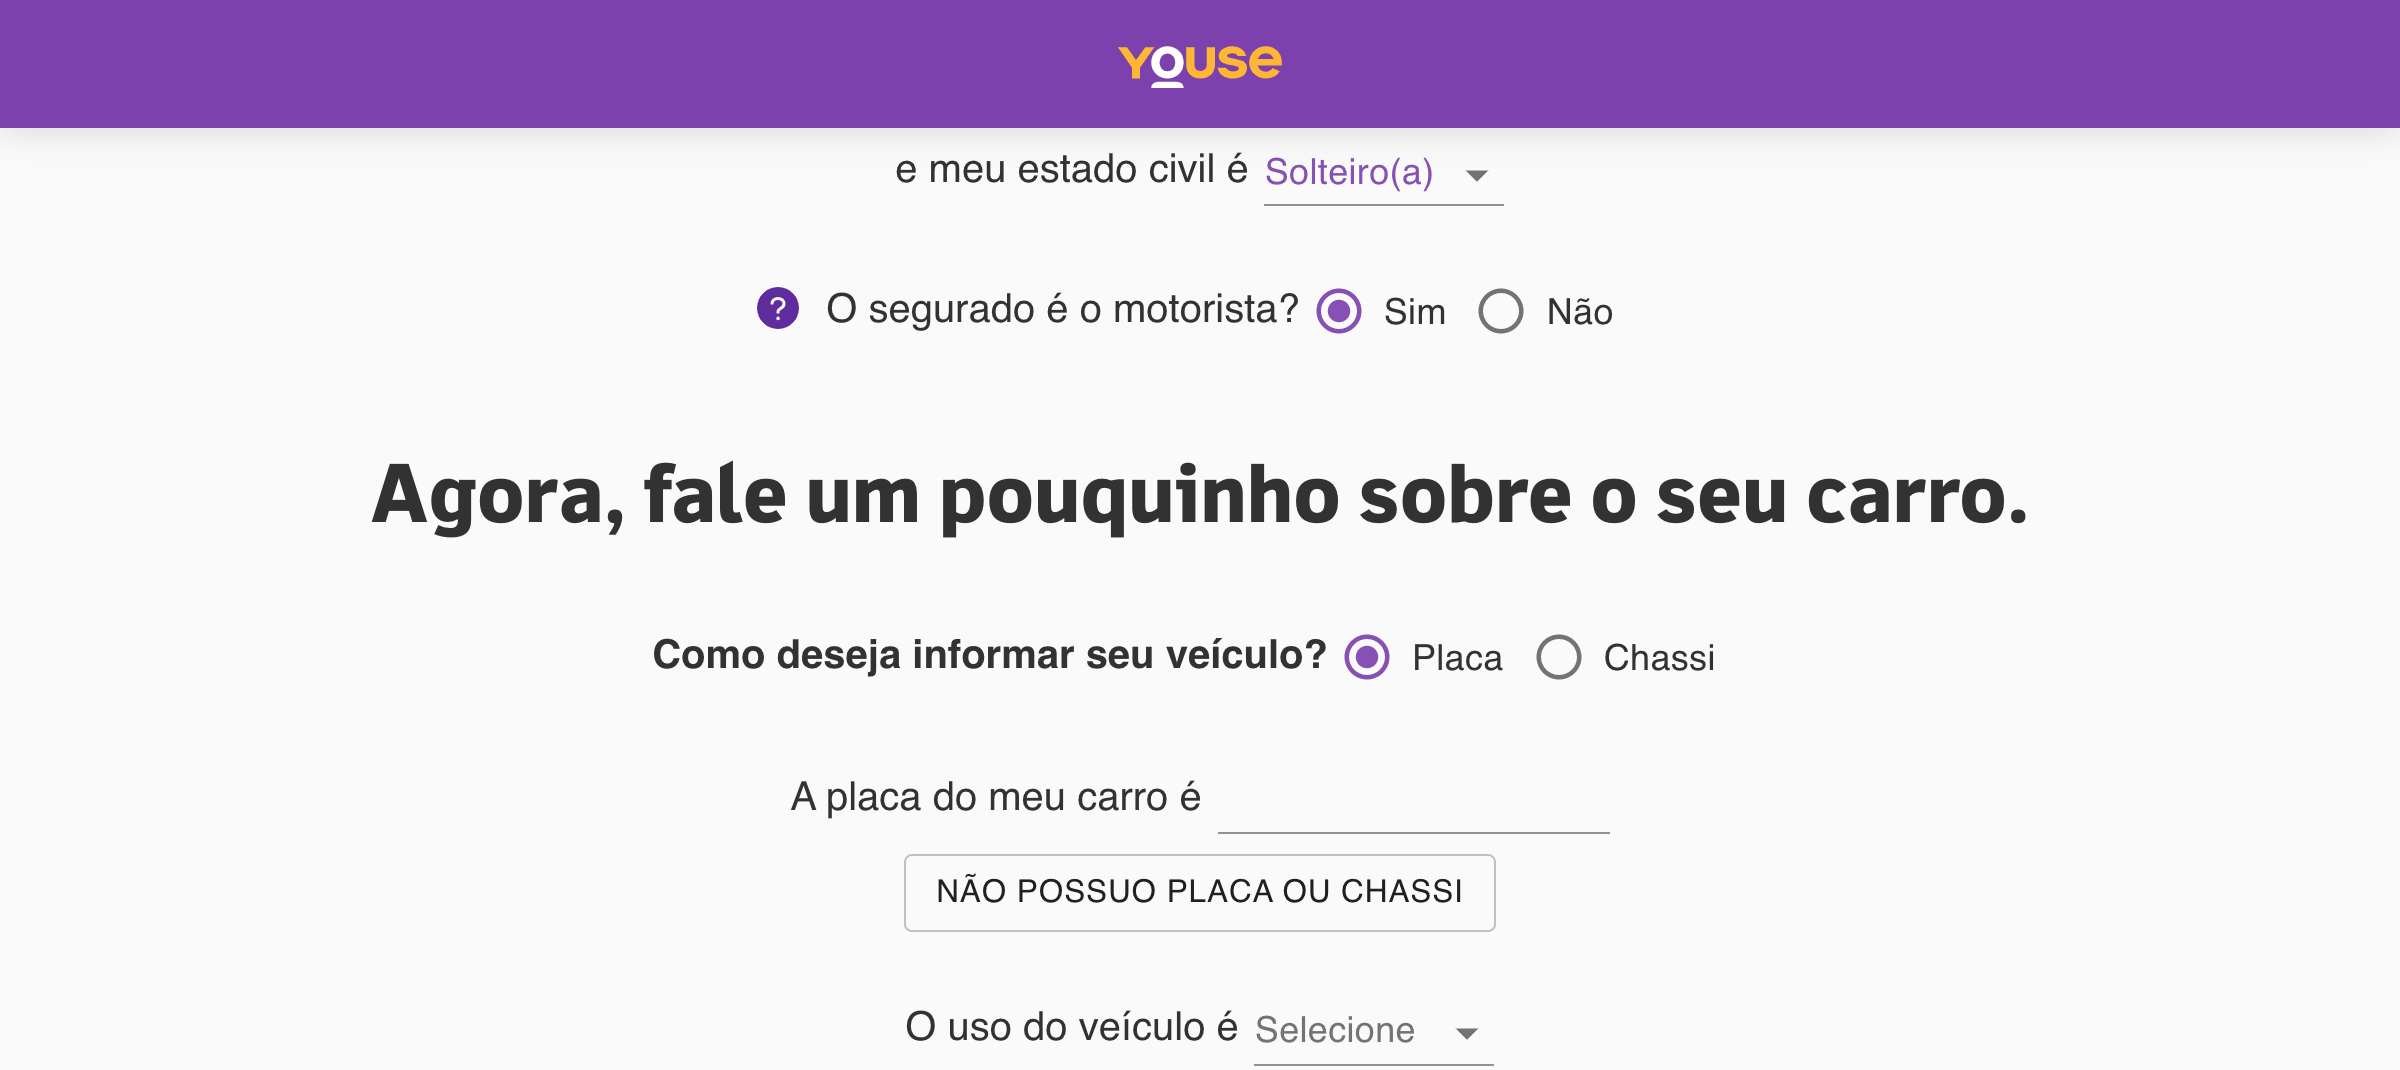 youse
e meu estado civil é Solteiro(a)
? O segurado é o motorista? Sim Não
Agora, fale um pouquinho sobre o seu carro.
Como deseja informar seu veículo? Placa Chassi
A placa do meu carro é
NÃO POSSUO PLACA OU CHASSI
O uso do veículo é Selecione